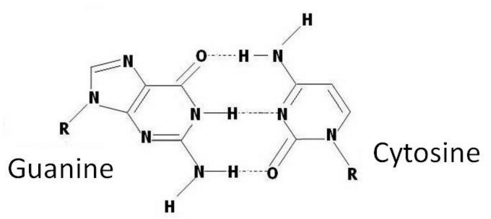 H
N O H N
N N H N
R N N
Guanine N H O R Cytosine
H